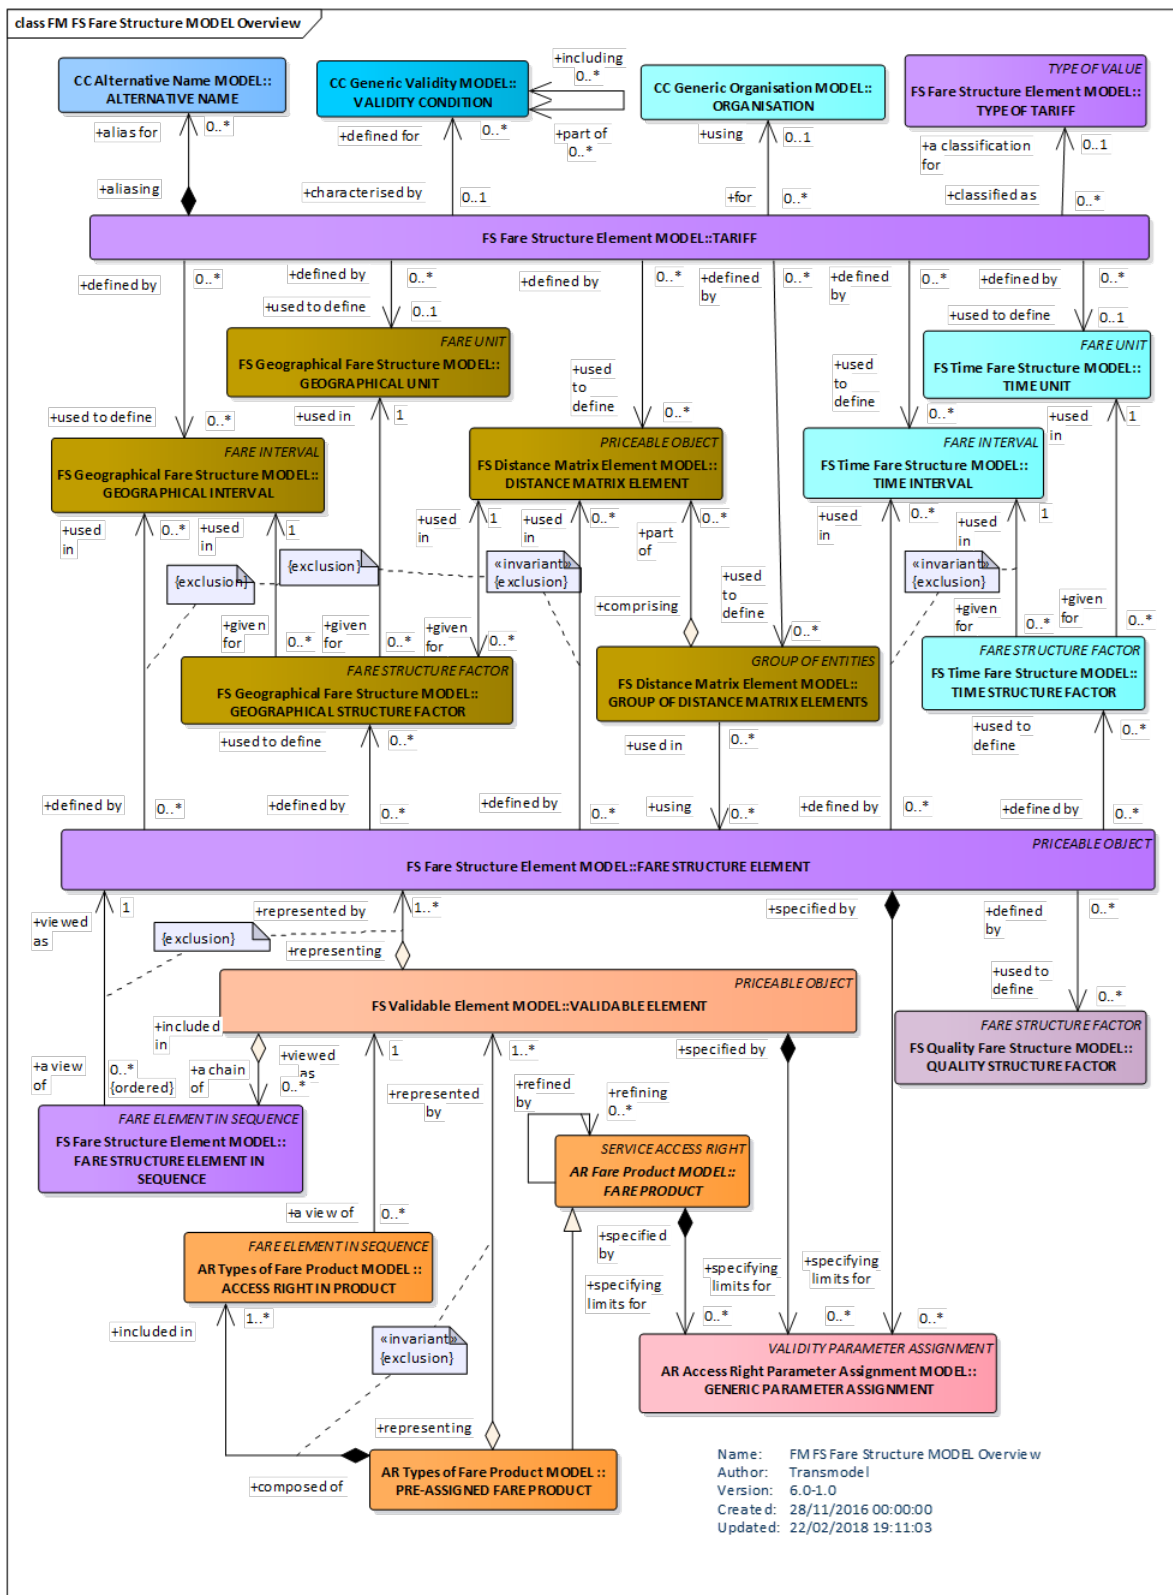 class FM FS Fare Structure MODEL Overview
CC Alternative Name MODEL::
ALTERNATIVE NAME
CC Generic Validity MODEL::
VALIDITY CONDITION
+including
0..*
+part of
0..*
CC Generic Organisation MODEL::
ORGANISATION
TYPE OF VALUE
FS Fare Structure Element MODEL::
TYPE OF TARIFF
+alias for
0..*
+defined for
0..*
+using
0..1
+a classification
for
0..1
+aliasing
+characterised by
0..1
+for
0..*
+classified as
0..*
FS Fare Structure Element MODEL::TARIFF
+defined by
0..*
+defined by
0..*
+defined by
0..*
+defined
by
0..*
+defined
by
0..*
+defined by
0..*
+used to define
0..1
+used to define
0..1
FARE UNIT
FS Geographical Fare Structure MODEL::
GEOGRAPHICAL UNIT
FARE UNIT
FS Time Fare Structure MODEL::
TIME UNIT
+used
to
define
0..*
+used
to
define
0..*
+used to define
0..*
+used in
1
+used
in
1
FARE INTERVAL
FS Geographical Fare Structure MODEL::
GEOGRAPHICAL INTERVAL
PRICEABLE OBJECT
FS Distance Matrix Element MODEL::
DISTANCE MATRIX ELEMENT
FARE INTERVAL
FS Time Fare Structure MODEL::
TIME INTERVAL
+used
in
0..*
+used
in
1
+used
in
1
+used
in
0..*
+part
of
0..*
+used
in
0..*
+used
in
1
{exclusion}
{exclusion}
«invariant»
{exclusion}
«invariant»
{exclusion}
+used
to
define
0..*
+comprising
+given
for
0..*
+given
for
0..*
+given
for
0..*
+given
for
0..*
+given
for
0..*
FARE STRUCTURE FACTOR
FS Geographical Fare Structure MODEL::
GEOGRAPHICAL STRUCTURE FACTOR
GROUP OF ENTITIES
FS Distance Matrix Element MODEL::
GROUP OF DISTANCE MATRIX ELEMENTS
FARE STRUCTURE FACTOR
FS Time Fare Structure MODEL::
TIME STRUCTURE FACTOR
+used to define
0..*
+used in
0..*
+used to
define
0..*
+defined by
0..*
+defined by
0..*
+defined by
0..*
+using
0..*
+defined by
0..*
+defined by
0..*
PRICEABLE OBJECT
FS Fare Structure Element MODEL::FARE STRUCTURE ELEMENT
+viewed
as
1
+represented by
1..*
+specified by
+defined
by
0..*
{exclusion}
+representing
PRICEABLE OBJECT
FS Validable Element MODEL::VALIDABLE ELEMENT
+used to
define
0..*
FARE STRUCTURE FACTOR
FS Quality Fare Structure MODEL::
QUALITY STRUCTURE FACTOR
+included
in
+a view
of
0..*
{ordered}
+a chain
of
+viewed
as
0..*
1
+represented
by
1..*
+specified by
+refined
by
+refining
0..*
FARE ELEMENT IN SEQUENCE
FS Fare Structure Element MODEL::
FARE STRUCTURE ELEMENT IN
SEQUENCE
SERVICE ACCESS RIGHT
AR Fare Product MODEL::
FARE PRODUCT
+a view of
0..*
FARE ELEMENT IN SEQUENCE
AR Types of Fare Product MODEL ::
ACCESS RIGHT IN PRODUCT
+specified
by
+specifying
limits for
0..*
+specifying
limits for
0..*
+specifying
limits for
0..*
+included in
1..*
«invariant»
{exclusion}
VALIDITY PARAMETER ASSIGNMENT
AR Access Right Parameter Assignment MODEL::
GENERIC PARAMETER ASSIGNMENT
+representing
+composed of
AR Types of Fare Product MODEL ::
PRE-ASSIGNED FARE PRODUCT
Name: FM FS Fare Structure MODEL Overview
Author: Transmodel
Version: 6.0-1.0
Created: 28/11/2016 00:00:00
Updated: 22/02/2018 19:11:03